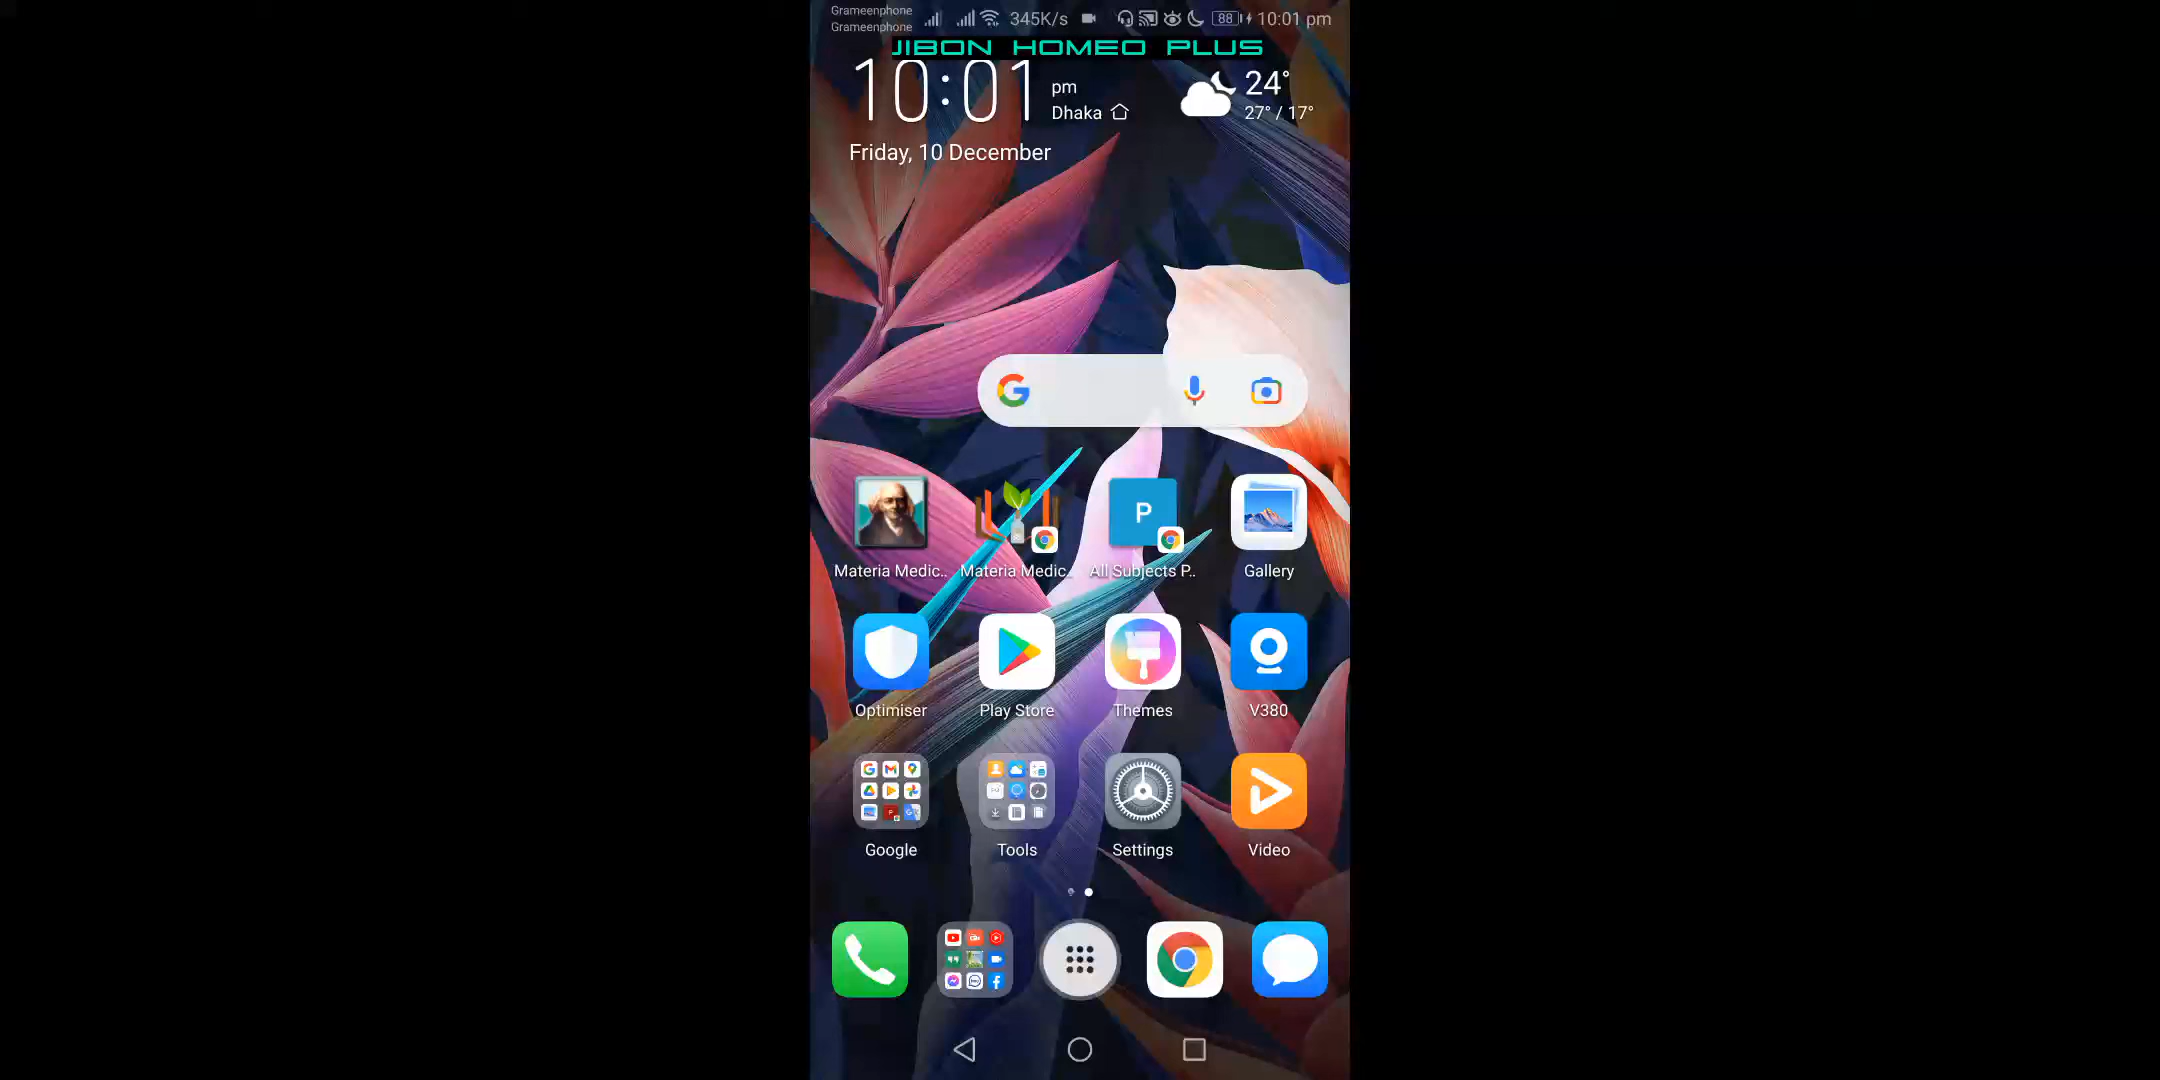 Grameenphone
Grameenphone
345K/s
88
10:01 pm
JIBON HOMEO PLUS
10:01
pm
Dhaka
24°
27° / 17°
Friday, 10 December
P
Materia Medic..
Materia Medic..
All Subjects P..
Gallery
Optimiser
Play Store
Themes
V380
Google
Tools
Settings
Video